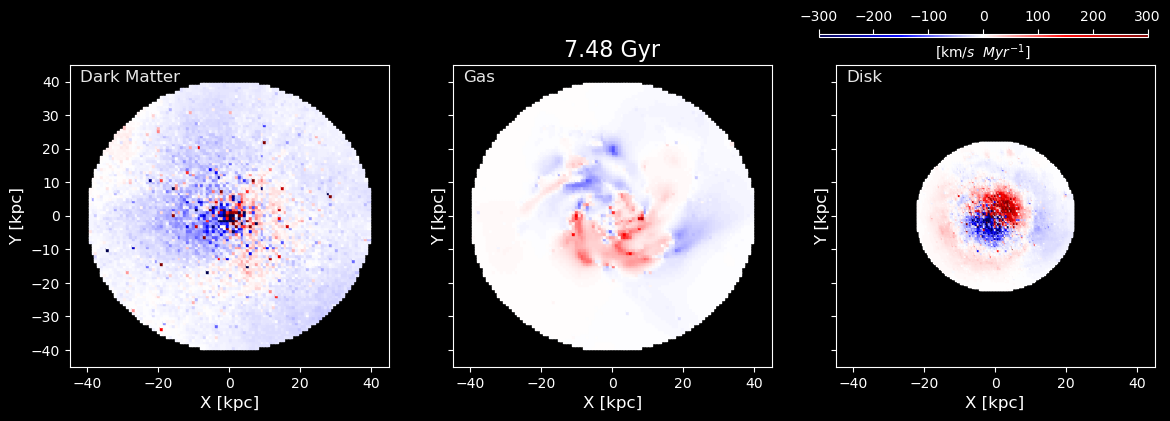 −300 −200 −100 0 100 200 300
[km/s Myr⁻¹]
7.48 Gyr
Dark Matter
Gas
Disk
40
30
20
10
0
−10
−20
−30
−40
Y [kpc]
Y [kpc]
Y [kpc]
−40 −20 0 20 40
−40 −20 0 20 40
−40 −20 0 20 40
X [kpc]
X [kpc]
X [kpc]